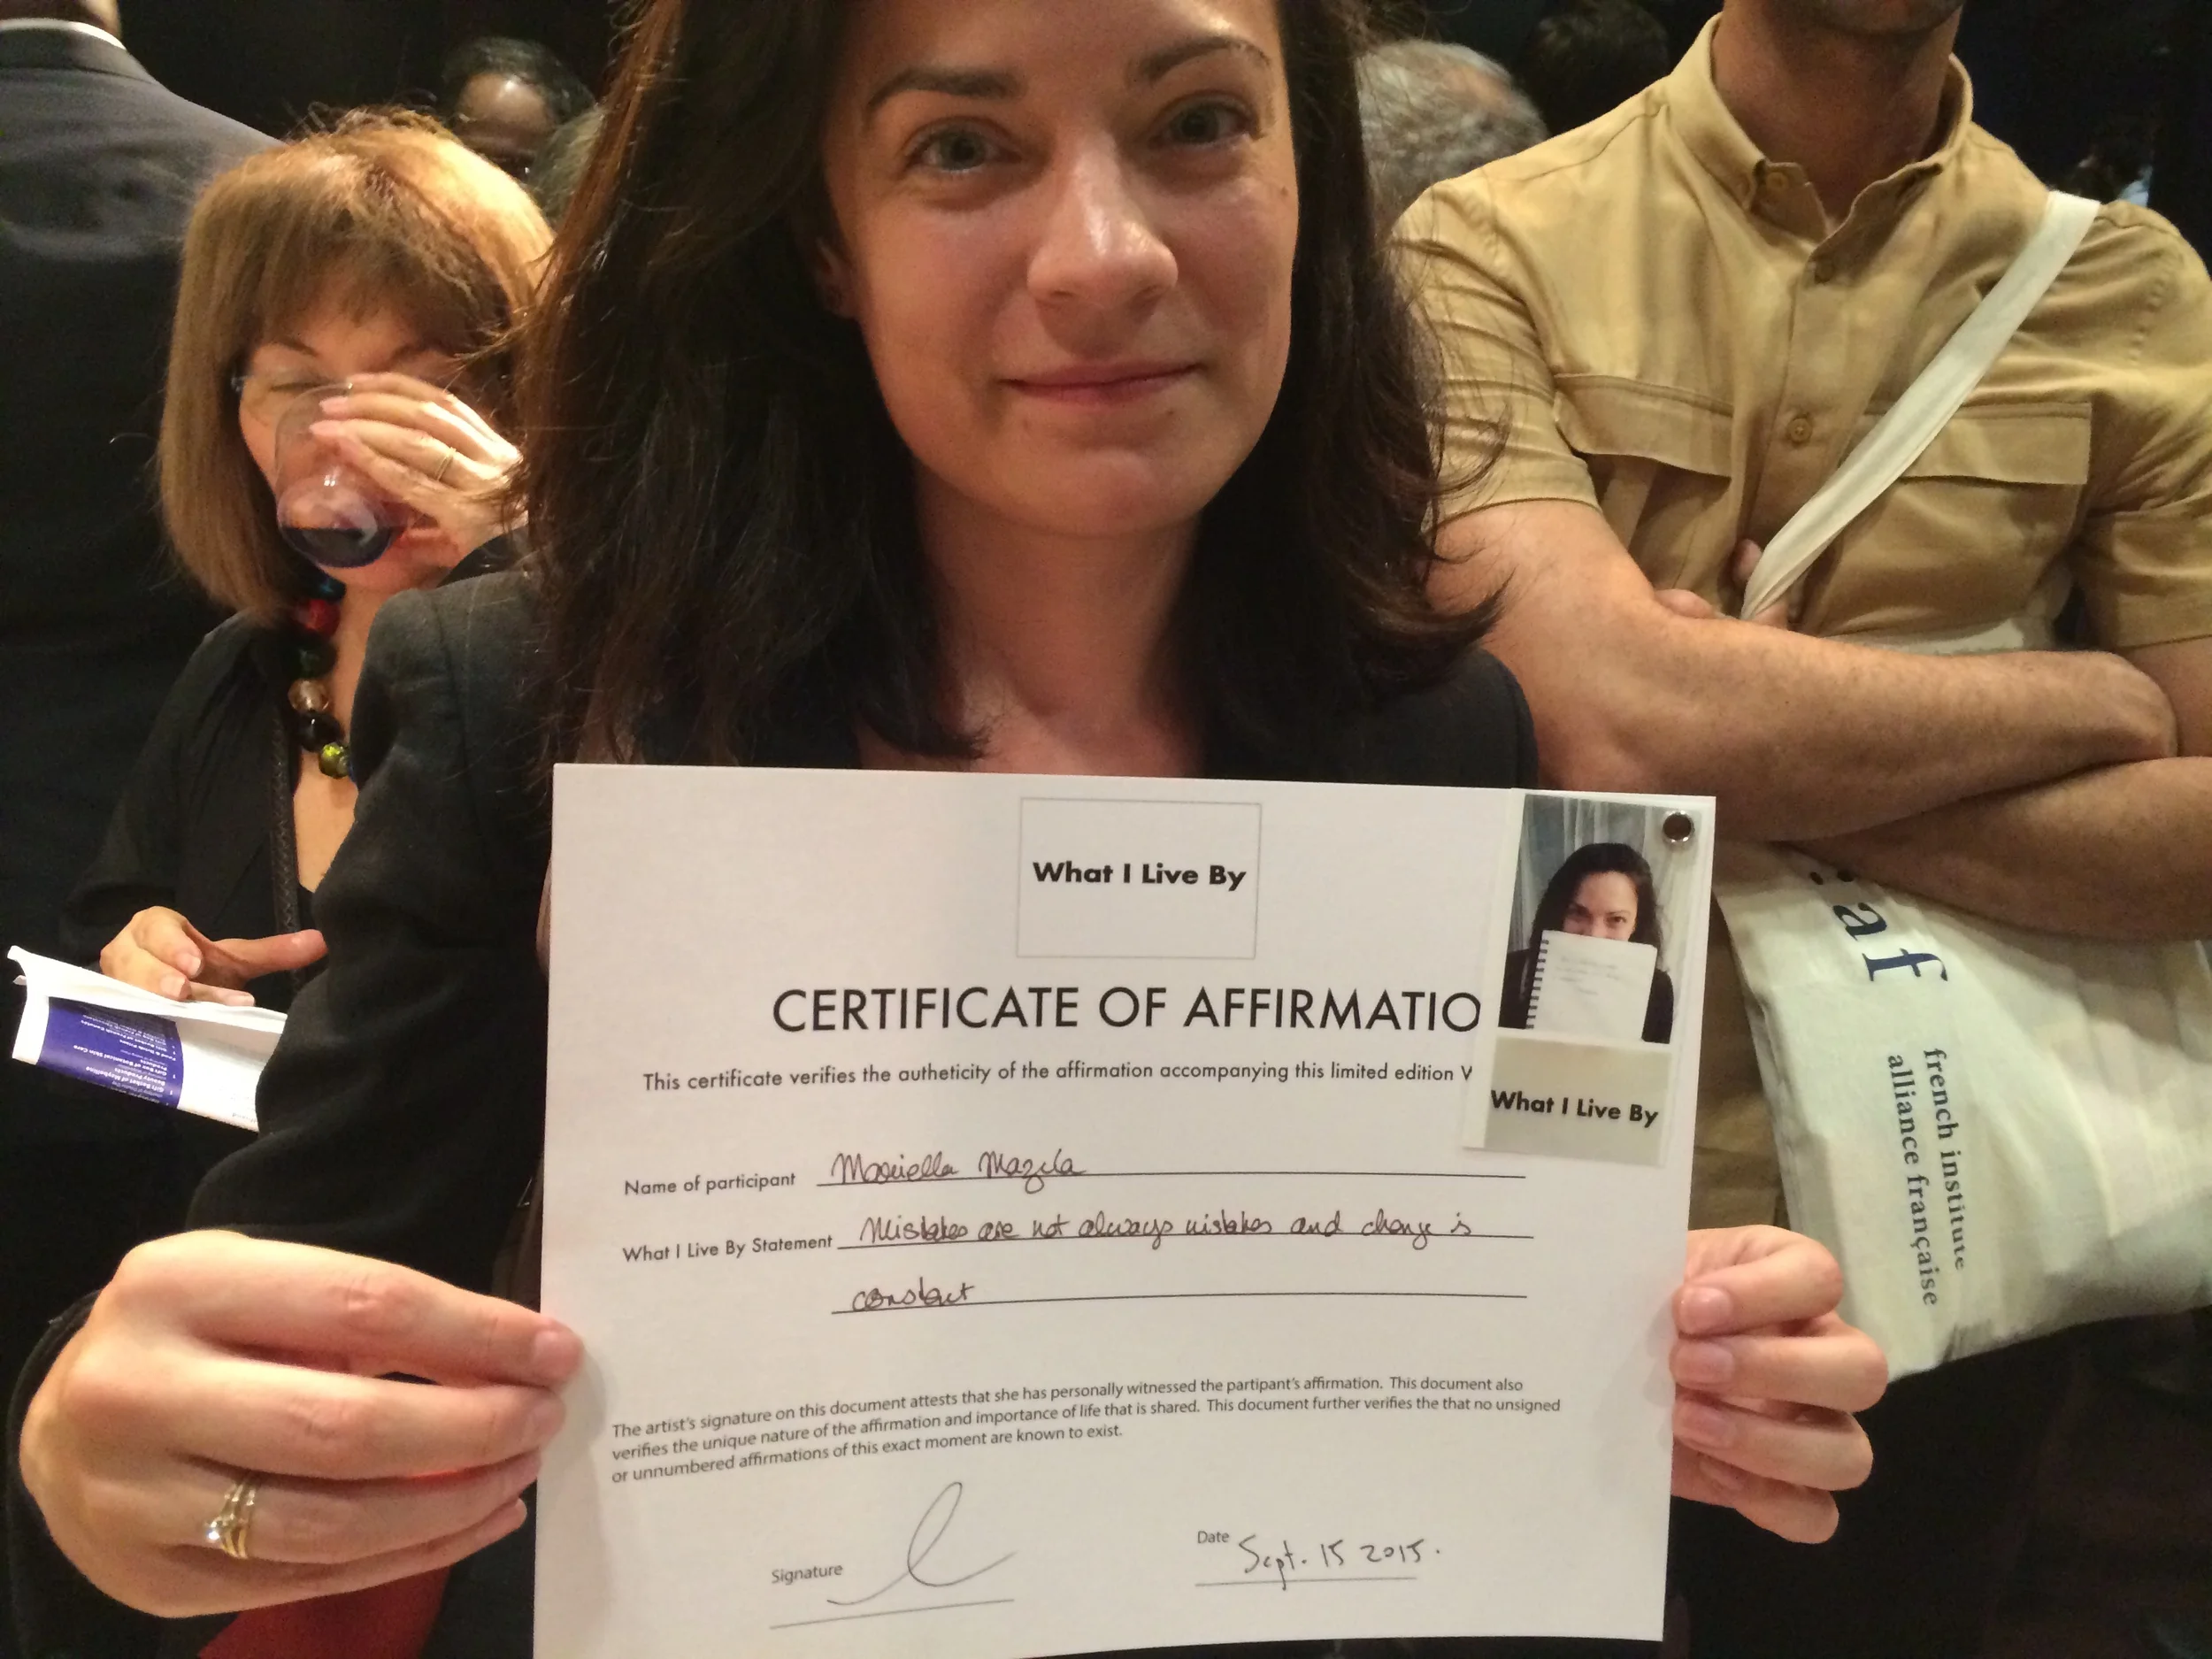 What I Live By
CERTIFICATE OF AFFIRMATIO
This certificate verifies the autheticity of the affirmation accompanying this limited edition
What I Live By
Name of participant Mariella Mazila
What I Live By Statement Mistakes are not always mistakes and change is
constant
The artist's signature on this document attests that she has personally witnessed the partipant's affirmation. This document also
verifies the unique nature of the affirmation and importance of life that is shared. This document further verifies the that no unsigned
or unnumbered affirmations of this exact moment are known to exist.
Signature
Date Sept. 15 2015.
:af
french institute
alliance française